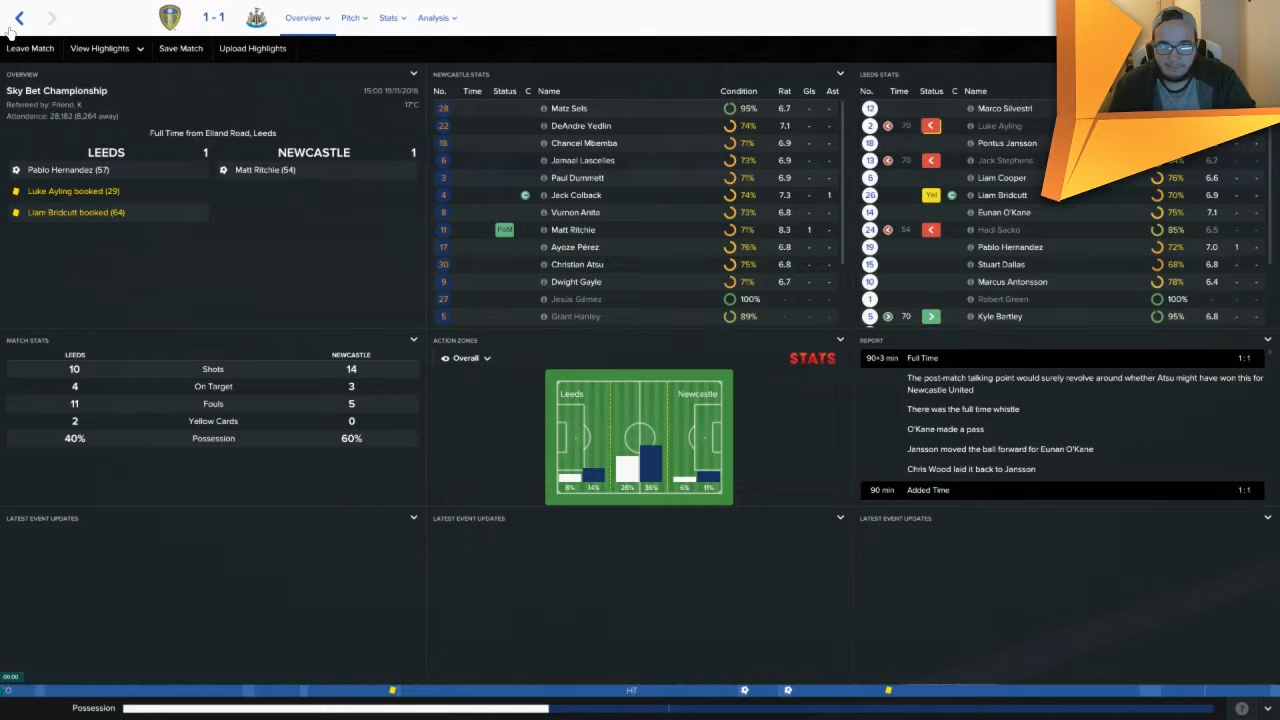 1 - 1
Overview
Pitch
Stats
Analysis
Leave Match
View Highlights
Save Match
Upload Highlights
OVERVIEW
Sky Bet Championship
15:00 19/11/2016
Refereed by: Friend, K
17°C
Attendance: 28,182 (8,264 away)
Full Time from Elland Road, Leeds
LEEDS 1 NEWCASTLE 1
Pablo Hernandez (57) Matt Ritchie (54)
Luke Ayling booked (29)
Liam Bridcutt booked (64)
NEWCASTLE STATS
No. Time Status C Name Condition Rat Gls Ast
28 Matz Sels 95% 6.7 - -
22 DeAndre Yedlin 74% 7.1 - -
18 Chancel Mbemba 71% 6.9 - -
6 Jamaal Lascelles 73% 6.9 - -
3 Paul Dummett 71% 6.9 - -
4 C Jack Colback 74% 7.3 - 1
8 Vurnon Anita 73% 6.8 - -
11 PoM Matt Ritchie 71% 8.3 1 -
17 Ayoze Pérez 76% 6.8 - -
30 Christian Atsu 75% 6.8 - -
9 Dwight Gayle 71% 6.7 - -
27 Jesús Gámez 100% - - -
5 Grant Hanley 89% - - -
LEEDS STATS
No. Time Status C Name
12 Marco Silvestri
2 70 Luke Ayling
18 Pontus Jansson
13 70 Jack Stephens 6.7 - -
6 Liam Cooper 76% 6.6 - -
26 Yel C Liam Bridcutt 70% 6.9 - -
14 Eunan O'Kane 75% 7.1 - -
24 54 Hadi Sacko 85% 6.5 - -
19 Pablo Hernandez 72% 7.0 1 -
15 Stuart Dallas 68% 6.8 - -
10 Marcus Antonsson 78% 6.4 - -
1 Robert Green 100% - - -
5 70 Kyle Bartley 95% 6.8 - -
MATCH STATS
LEEDS NEWCASTLE
10 Shots 14
4 On Target 3
11 Fouls 5
2 Yellow Cards 0
40% Possession 60%
ACTION ZONES
Overall
STATS
Leeds Newcastle
8% 14% 26% 36% 6% 11%
REPORT
90+3 min Full Time 1 : 1
The post-match talking point would surely revolve around whether Atsu might have won this for
Newcastle United
There was the full time whistle
O'Kane made a pass
Jansson moved the ball forward for Eunan O'Kane
Chris Wood laid it back to Jansson
90 min Added Time 1 : 1
LATEST EVENT UPDATES
LATEST EVENT UPDATES
LATEST EVENT UPDATES
00:00
HT
Possession
?